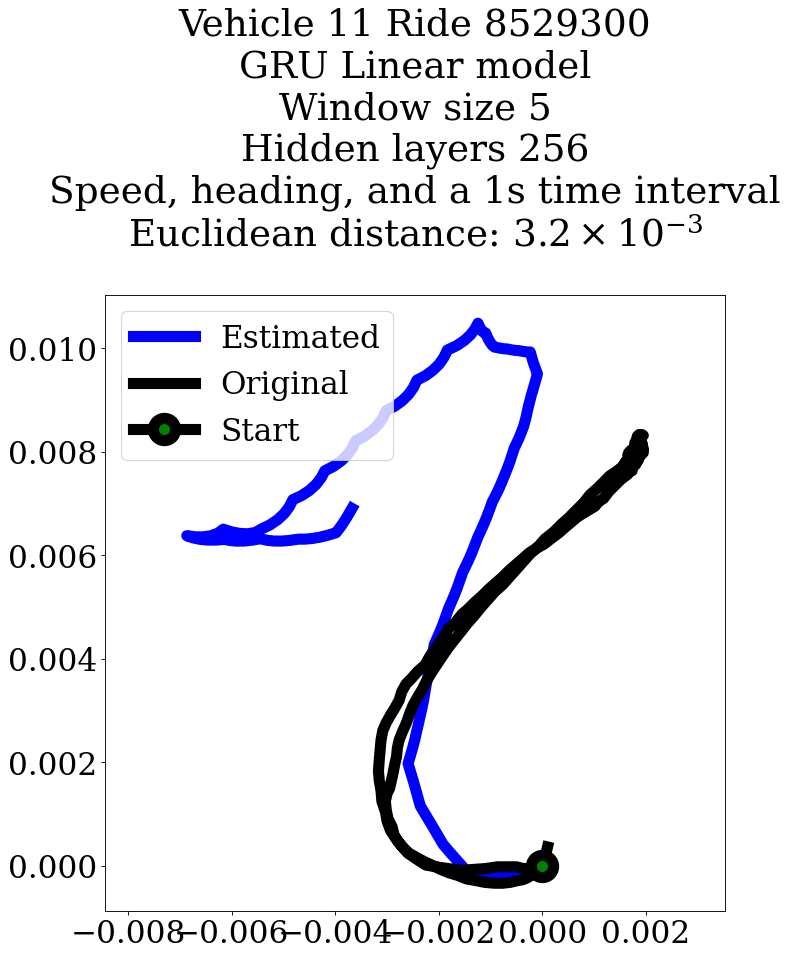 Vehicle 11 Ride 8529300
GRU Linear model
Window size 5
Hidden layers 256
Speed, heading, and a 1s time interval
Euclidean distance: 3.2 × 10⁻³
Estimated
Original
Start
0.010
0.008
0.006
0.004
0.002
0.000
−0.008 −0.006 −0.004 −0.002 0.000 0.002